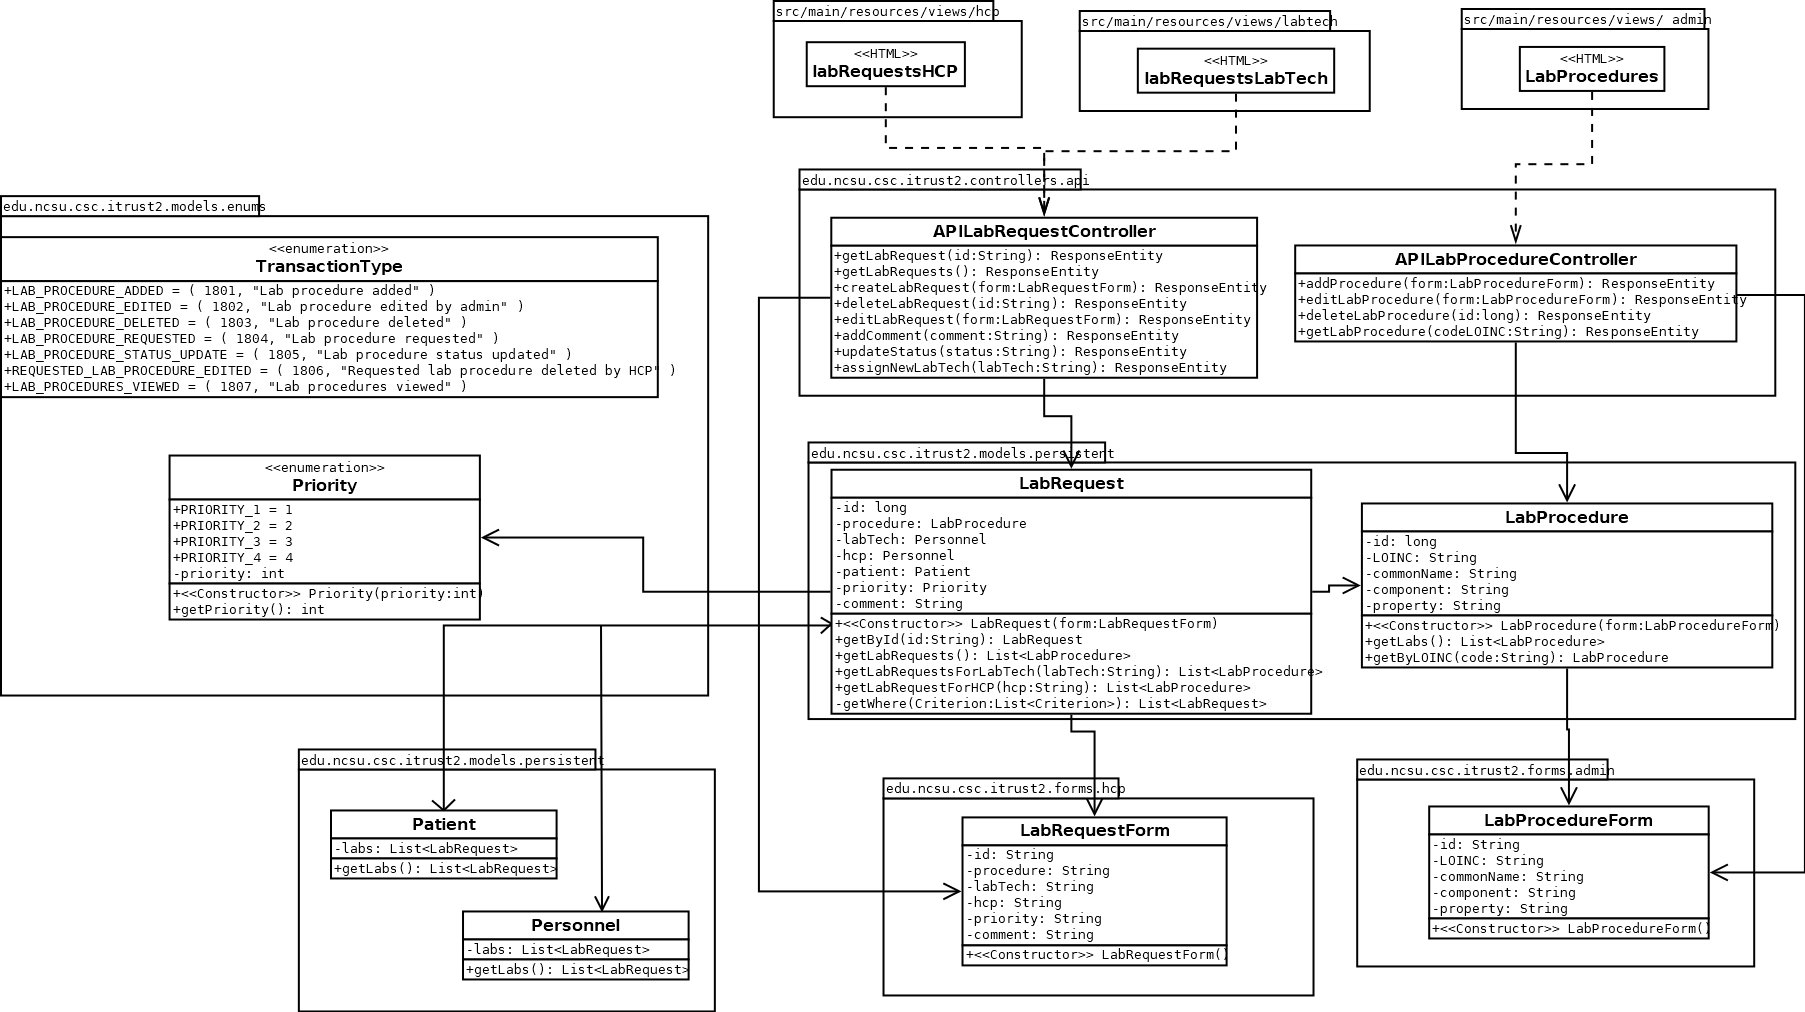 src/main/resources/views/hcp
<<HTML>>
labRequestsHCP
src/main/resources/views/labtech
<<HTML>>
labRequestsLabTech
src/main/resources/views/ admin
<<HTML>>
LabProcedures
edu.ncsu.csc.itrust2.models.enums
<<enumeration>>
TransactionType
+LAB_PROCEDURE_ADDED = ( 1801, "Lab procedure added" )
+LAB_PROCEDURE_EDITED = ( 1802, "Lab procedure edited by admin" )
+LAB_PROCEDURE_DELETED = ( 1803, "Lab procedure deleted" )
+LAB_PROCEDURE_REQUESTED = ( 1804, "Lab procedure requested" )
+LAB_PROCEDURE_STATUS_UPDATE = ( 1805, "Lab procedure status updated" )
+REQUESTED_LAB_PROCEDURE_EDITED = ( 1806, "Requested lab procedure deleted by HCP" )
+LAB_PROCEDURES_VIEWED = ( 1807, "Lab procedures viewed" )
<<enumeration>>
Priority
+PRIORITY_1 = 1
+PRIORITY_2 = 2
+PRIORITY_3 = 3
+PRIORITY_4 = 4
-priority: int
+<<Constructor>> Priority(priority:int)
+getPriority(): int
edu.ncsu.csc.itrust2.controllers.api
APILabRequestController
+getLabRequest(id:String): ResponseEntity
+getLabRequests(): ResponseEntity
+createLabRequest(form:LabRequestForm): ResponseEntity
+deleteLabRequest(id:String): ResponseEntity
+editLabRequest(form:LabRequestForm): ResponseEntity
+addComment(comment:String): ResponseEntity
+updateStatus(status:String): ResponseEntity
+assignNewLabTech(labTech:String): ResponseEntity
APILabProcedureController
+addProcedure(form:LabProcedureForm): ResponseEntity
+editLabProcedure(form:LabProcedureForm): ResponseEntity
+deleteLabProcedure(id:long): ResponseEntity
+getLabProcedure(codeLOINC:String): ResponseEntity
edu.ncsu.csc.itrust2.models.persistent
LabRequest
-id: long
-procedure: LabProcedure
-labTech: Personnel
-hcp: Personnel
-patient: Patient
-priority: Priority
-comment: String
+<<Constructor>> LabRequest(form:LabRequestForm)
+getById(id:String): LabRequest
+getLabRequests(): List<LabProcedure>
+getLabRequestsForLabTech(labTech:String): List<LabProcedure>
+getLabRequestForHCP(hcp:String): List<LabProcedure>
-getWhere(Criterion:List<Criterion>): List<LabRequest>
LabProcedure
-id: long
-LOINC: String
-commonName: String
-component: String
-property: String
+<<Constructor>> LabProcedure(form:LabProcedureForm)
+getLabs(): List<LabProcedure>
+getByLOINC(code:String): LabProcedure
edu.ncsu.csc.itrust2.models.persistent
Patient
-labs: List<LabRequest>
+getLabs(): List<LabRequest>
Personnel
-labs: List<LabRequest>
+getLabs(): List<LabRequest>
edu.ncsu.csc.itrust2.forms.hcp
LabRequestForm
-id: String
-procedure: String
-labTech: String
-hcp: String
-priority: String
-comment: String
+<<Constructor>> LabRequestForm()
edu.ncsu.csc.itrust2.forms.admin
LabProcedureForm
-id: String
-LOINC: String
-commonName: String
-component: String
-property: String
+<<Constructor>> LabProcedureForm()